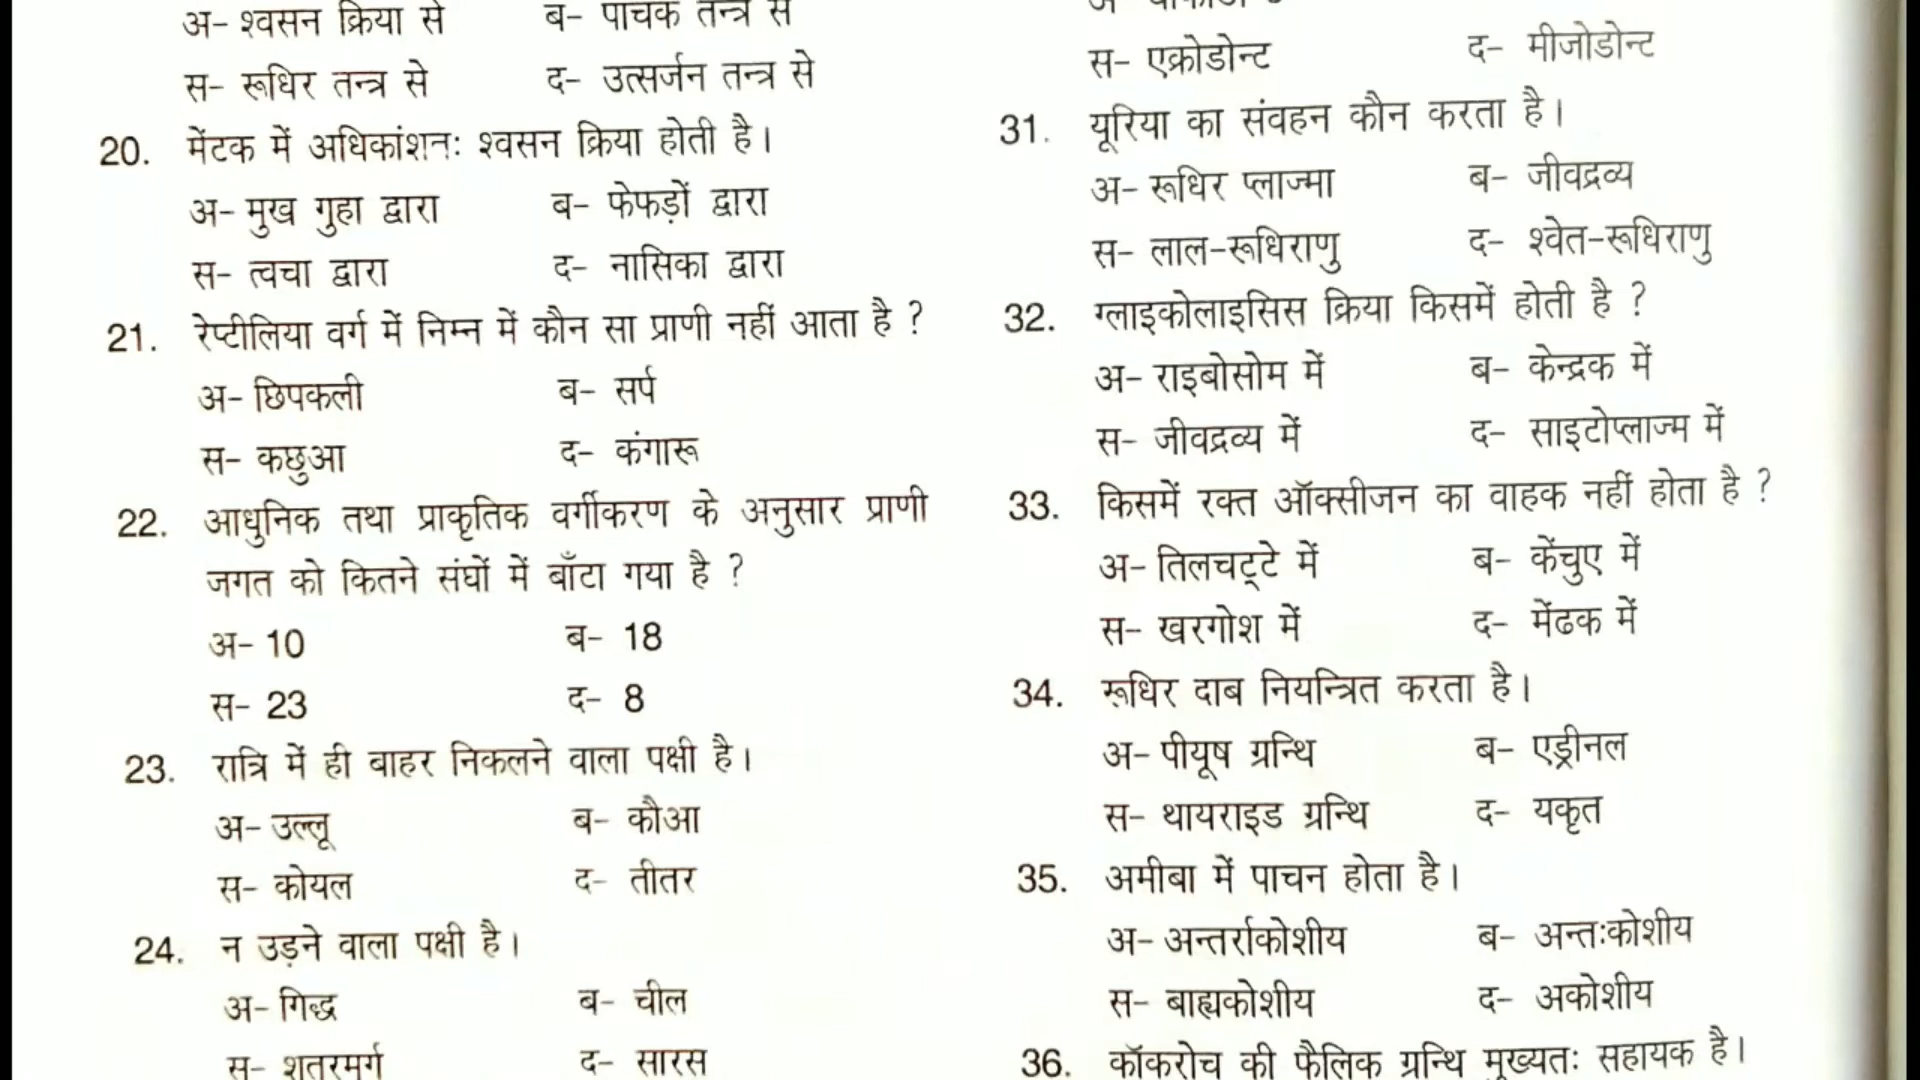 अ- श्वसन क्रिया से ब- पाचक तन्त्र से
स- रूधिर तन्त्र से द- उत्सर्जन तन्त्र से
20. मेंटक में अधिकांशतः श्वसन क्रिया होती है।
अ- मुख गुहा द्वारा ब- फेफड़ों द्वारा
स- त्वचा द्वारा द- नासिका द्वारा
21. रेप्टीलिया वर्ग में निम्न में कौन सा प्राणी नहीं आता है ?
अ- छिपकली ब- सर्प
स- कछुआ द- कंगारू
22. आधुनिक तथा प्राकृतिक वर्गीकरण के अनुसार प्राणी
जगत को कितने संघों में बाँटा गया है ?
अ- 10 ब- 18
स- 23 द- 8
23. रात्रि में ही बाहर निकलने वाला पक्षी है।
अ- उल्लू ब- कौआ
स- कोयल द- तीतर
24. न उड़ने वाला पक्षी है।
अ- गिद्ध ब- चील
स- शुतुरमुर्ग द- सारस
स- एक्रोडोन्ट द- मीजोडोन्ट
31. यूरिया का संवहन कौन करता है।
अ- रूधिर प्लाज्मा ब- जीवद्रव्य
स- लाल-रूधिराणु द- श्वेत-रूधिराणु
32. ग्लाइकोलाइसिस क्रिया किसमें होती है ?
अ- राइबोसोम में ब- केन्द्रक में
स- जीवद्रव्य में द- साइटोप्लाज्म में
33. किसमें रक्त ऑक्सीजन का वाहक नहीं होता है ?
अ- तिलचट्टे में ब- केंचुए में
स- खरगोश में द- मेंढक में
34. रूधिर दाब नियन्त्रित करता है।
अ- पीयूष ग्रन्थि ब- एड्रीनल
स- थायराइड ग्रन्थि द- यकृत
35. अमीबा में पाचन होता है।
अ- अन्तर्राकोशीय ब- अन्तःकोशीय
स- बाह्यकोशीय द- अकोशीय
36. कॉकरोच की फैलिक ग्रन्थि मुख्यतः सहायक है।